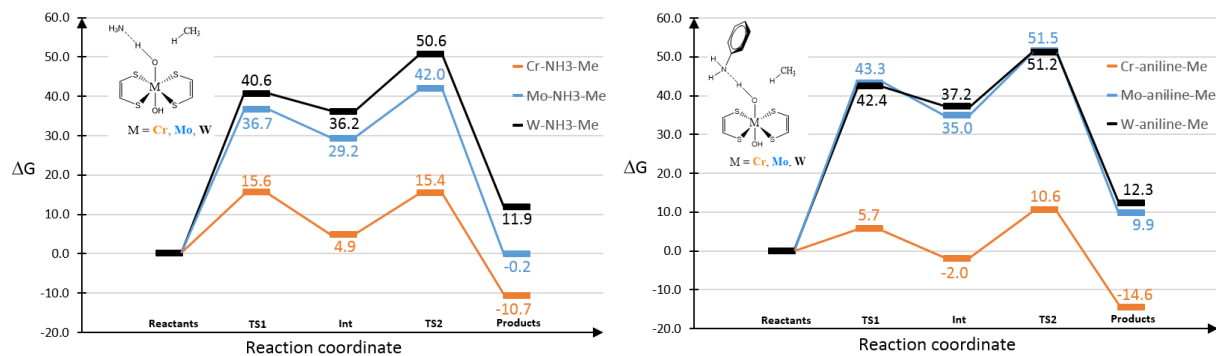 60.0
50.0
40.0
30.0
20.0
10.0
0.0
-10.0
-20.0
ΔG
H₃N
H
O
H
CH₃
S
S
M
S
S
OH
M = Cr, Mo, W
Cr-NH3-Me
Mo-NH3-Me
W-NH3-Me
40.6
36.7
15.6
36.2
29.2
4.9
50.6
42.0
15.4
11.9
-0.2
-10.7
Reactants TS1 Int TS2 Products
Reaction coordinate
60.0
50.0
40.0
30.0
20.0
10.0
0.0
-10.0
-20.0
ΔG
H
N
H
H
O
H
CH₃
S
S
M
S
S
OH
M = Cr, Mo, W
Cr-aniline-Me
Mo-aniline-Me
W-aniline-Me
43.3
42.4
5.7
37.2
35.0
-2.0
51.5
51.2
10.6
12.3
9.9
-14.6
Reactants TS1 Int TS2 Products
Reaction coordinate